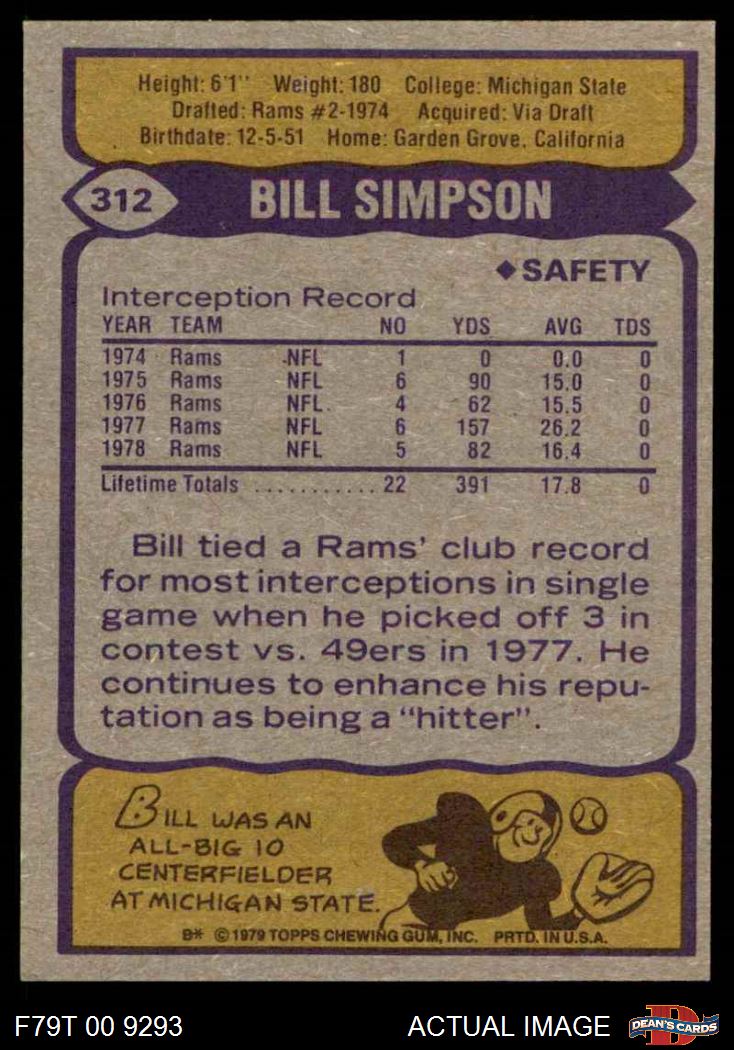 Height: 6'1" Weight: 180 College: Michigan State
Drafted: Rams #2-1974 Acquired: Via Draft
Birthdate: 12-5-51 Home: Garden Grove, California
312 BILL SIMPSON
◆SAFETY
Interception Record
YEAR TEAM NO YDS AVG TDS
1974 Rams NFL 1 0 0.0 0
1975 Rams NFL 6 90 15.0 0
1976 Rams NFL 4 62 15.5 0
1977 Rams NFL 6 157 26.2 0
1978 Rams NFL 5 82 16.4 0
Lifetime Totals ............ 22 391 17.8 0
Bill tied a Rams' club record
for most interceptions in single
game when he picked off 3 in
contest vs. 49ers in 1977. He
continues to enhance his repu-
tation as being a "hitter".
BILL WAS AN
ALL-BIG 10
CENTERFIELDER
AT MICHIGAN STATE.
B* © 1979 TOPPS CHEWING GUM, INC. PRTD. IN U.S.A.
F79T 00 9293 ACTUAL IMAGE D DEAN'S CARDS